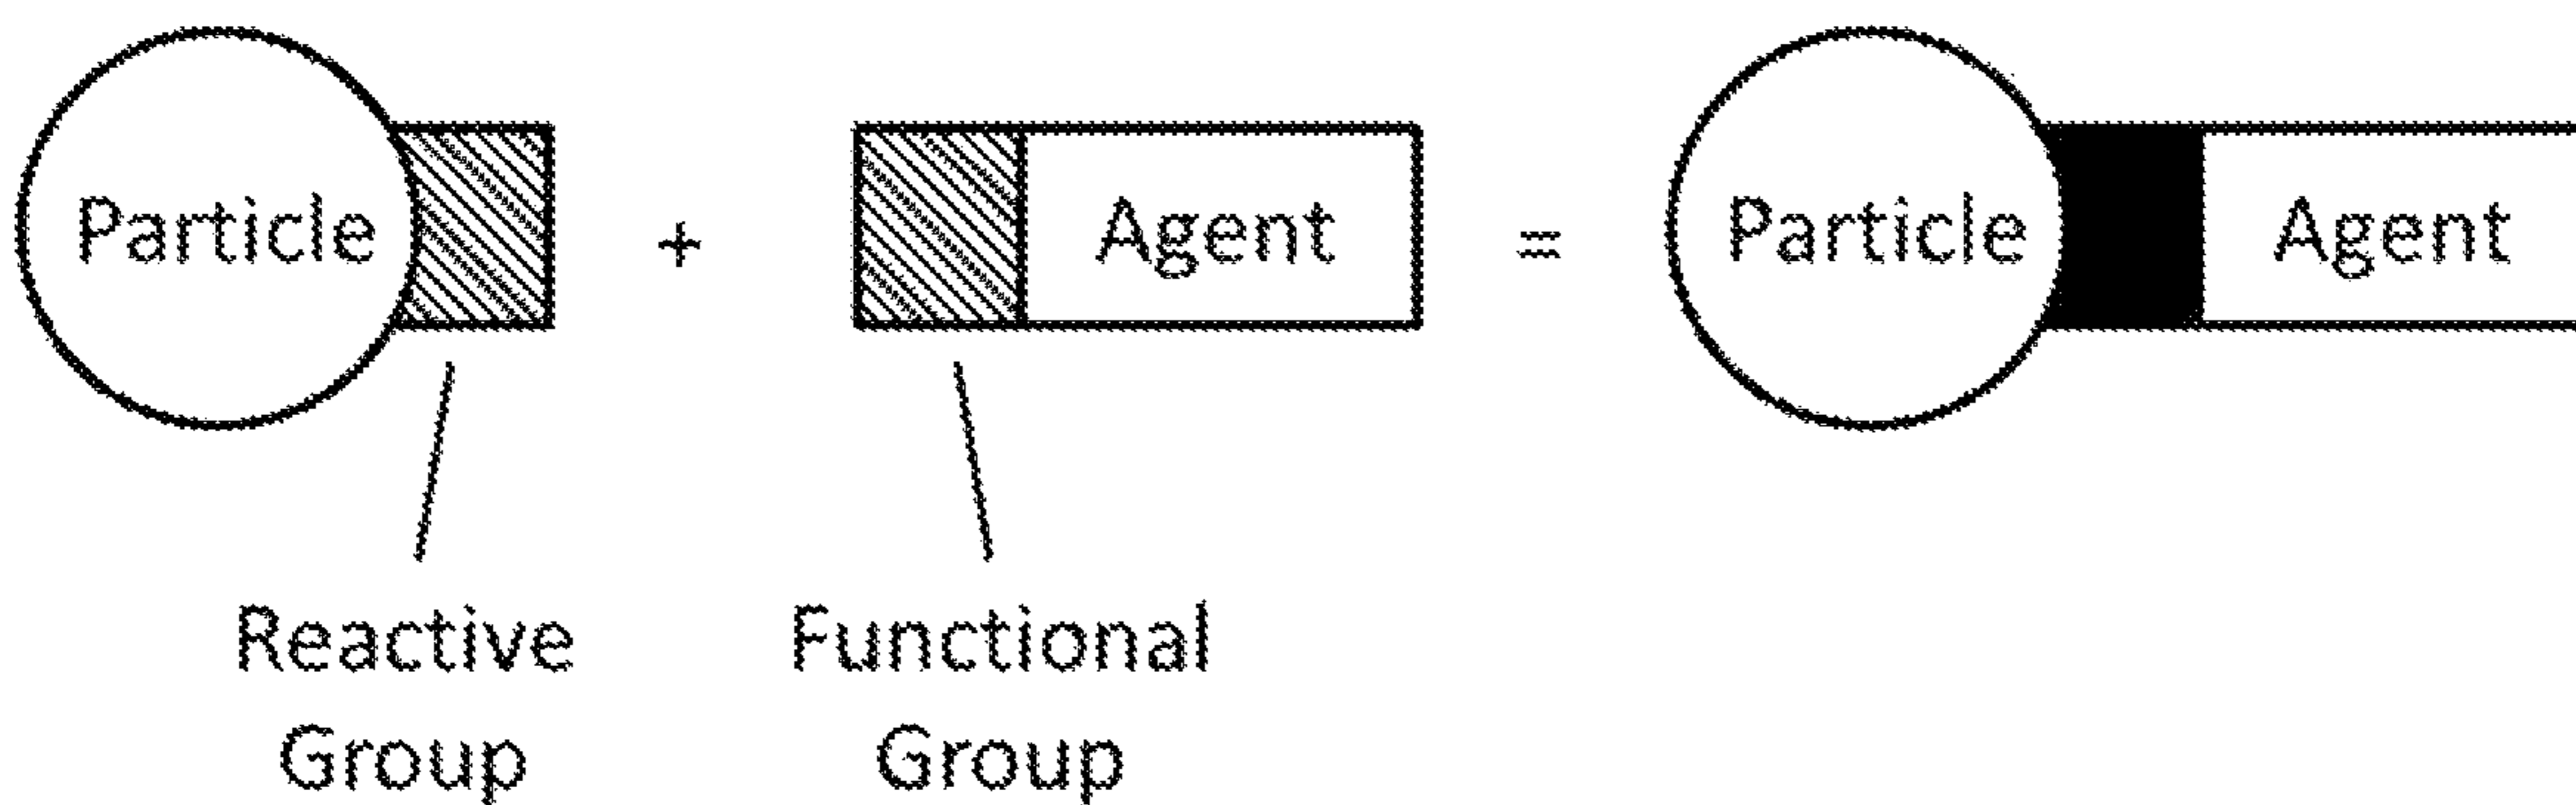 Particle + Agent = Particle Agent
Reactive Functional
Group Group